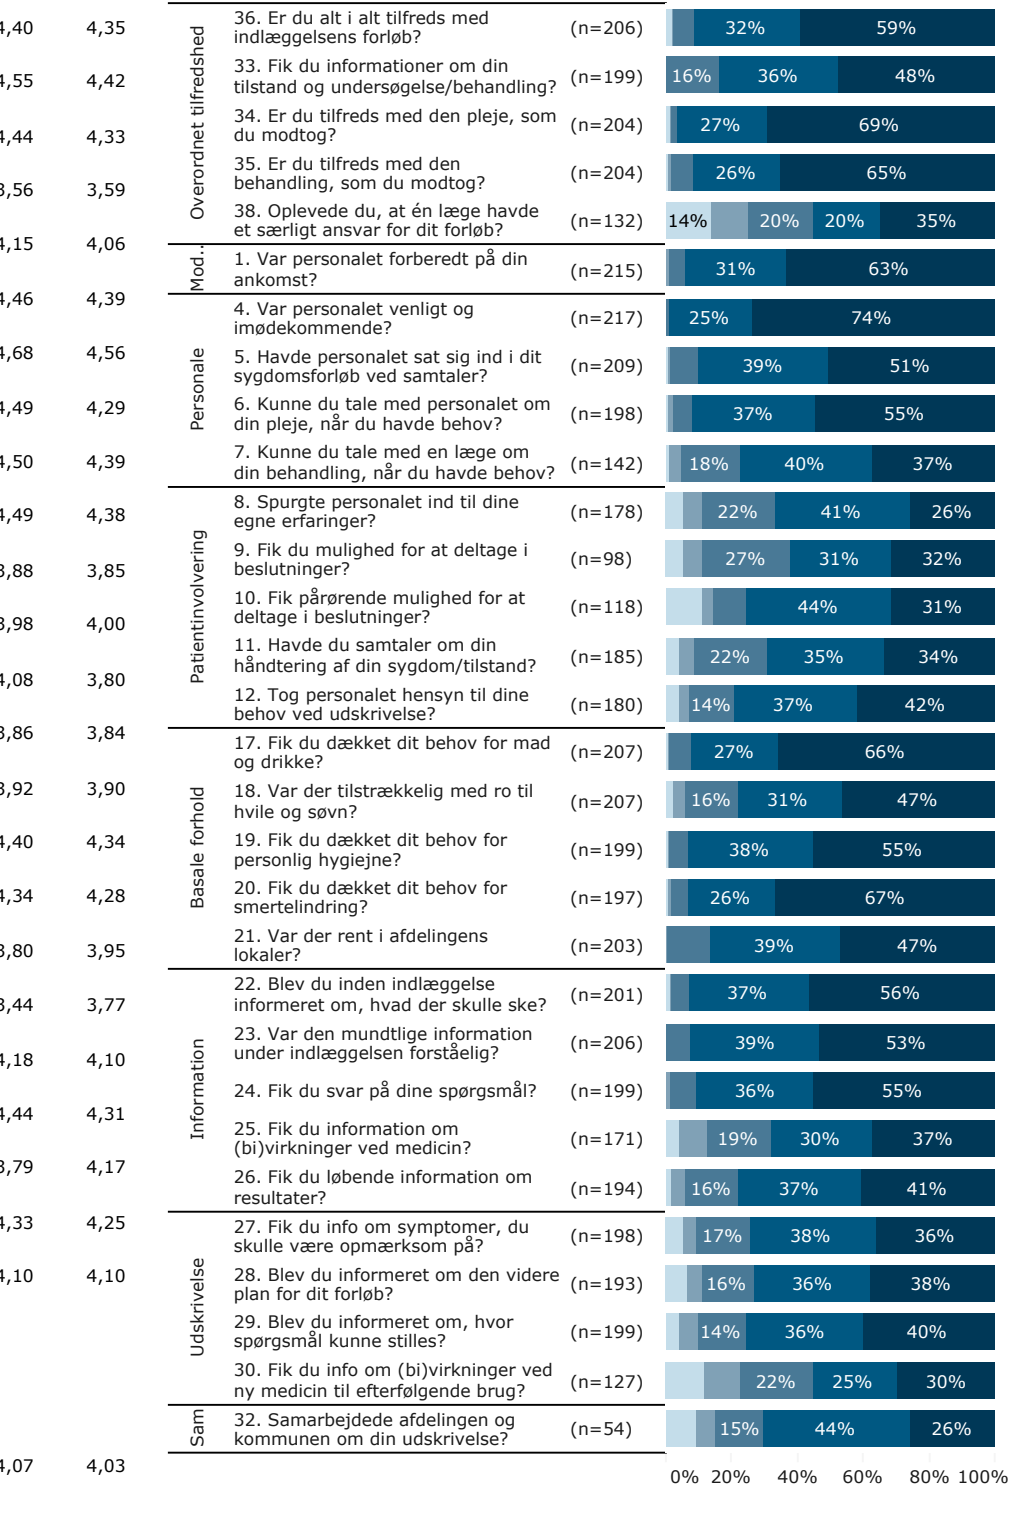 ,40 4,35
,55 4,42
,44 4,33
,56 3,59
,15 4,06
,46 4,39
,68 4,56
,49 4,29
,50 4,39
,49 4,38
,88 3,85
,98 4,00
,08 3,80
,86 3,84
,92 3,90
,40 4,34
,34 4,28
,80 3,95
,44 3,77
,18 4,10
,44 4,31
,79 4,17
,33 4,25
,10 4,10
,07 4,03
Overordnet tilfredshed
36. Er du alt i alt tilfreds med
indlæggelsens forløb?
(n=206) 32% 59%
33. Fik du informationer om din
tilstand og undersøgelse/behandling?
(n=199) 16% 36% 48%
34. Er du tilfreds med den pleje, som
du modtog?
(n=204) 27% 69%
35. Er du tilfreds med den
behandling, som du modtog?
(n=204) 26% 65%
38. Oplevede du, at én læge havde
et særligt ansvar for dit forløb?
(n=132) 14% 20% 20% 35%
Mod..
1. Var personalet forberedt på din
ankomst?
(n=215) 31% 63%
Personale
4. Var personalet venligt og
imødekommende?
(n=217) 25% 74%
5. Havde personalet sat sig ind i dit
sygdomsforløb ved samtaler?
(n=209) 39% 51%
6. Kunne du tale med personalet om
din pleje, når du havde behov?
(n=198) 37% 55%
7. Kunne du tale med en læge om
din behandling, når du havde behov?
(n=142) 18% 40% 37%
Patientinvolvering
8. Spurgte personalet ind til dine
egne erfaringer?
(n=178) 22% 41% 26%
9. Fik du mulighed for at deltage i
beslutninger?
(n=98) 27% 31% 32%
10. Fik pårørende mulighed for at
deltage i beslutninger?
(n=118) 44% 31%
11. Havde du samtaler om din
håndtering af din sygdom/tilstand?
(n=185) 22% 35% 34%
12. Tog personalet hensyn til dine
behov ved udskrivelse?
(n=180) 14% 37% 42%
Basale forhold
17. Fik du dækket dit behov for mad
og drikke?
(n=207) 27% 66%
18. Var der tilstrækkelig med ro til
hvile og søvn?
(n=207) 16% 31% 47%
19. Fik du dækket dit behov for
personlig hygiejne?
(n=199) 38% 55%
20. Fik du dækket dit behov for
smertelindring?
(n=197) 26% 67%
21. Var der rent i afdelingens
lokaler?
(n=203) 39% 47%
Information
22. Blev du inden indlæggelse
informeret om, hvad der skulle ske?
(n=201) 37% 56%
23. Var den mundtlige information
under indlæggelsen forståelig?
(n=206) 39% 53%
24. Fik du svar på dine spørgsmål? (n=199) 36% 55%
25. Fik du information om
(bi)virkninger ved medicin?
(n=171) 19% 30% 37%
26. Fik du løbende information om
resultater?
(n=194) 16% 37% 41%
Udskrivelse
27. Fik du info om symptomer, du
skulle være opmærksom på?
(n=198) 17% 38% 36%
28. Blev du informeret om den videre
plan for dit forløb?
(n=193) 16% 36% 38%
29. Blev du informeret om, hvor
spørgsmål kunne stilles?
(n=199) 14% 36% 40%
30. Fik du info om (bi)virkninger ved
ny medicin til efterfølgende brug?
(n=127) 22% 25% 30%
Sam
32. Samarbejdede afdelingen og
kommunen om din udskrivelse?
(n=54) 15% 44% 26%
0% 20% 40% 60% 80% 100%